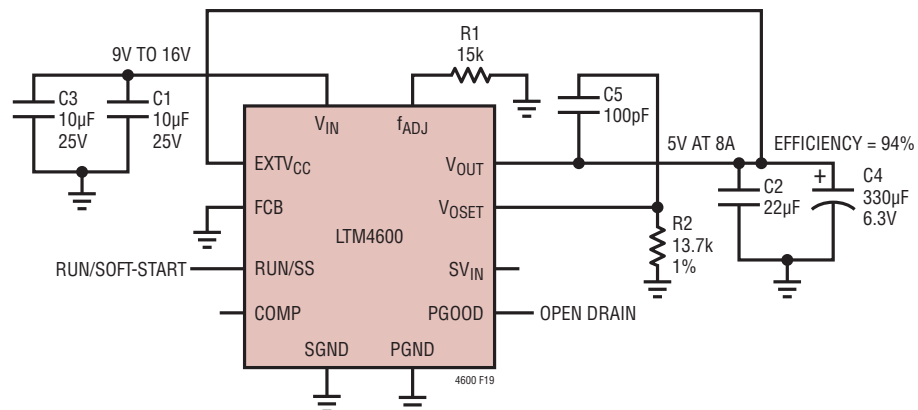 R1
15k
9V TO 16V
C3
10µF
25V
C1
10µF
25V
C5
100pF
VIN
fADJ
5V AT 8A
EFFICIENCY = 94%
EXTVCC
VOUT
C2
22µF
+
C4
330µF
6.3V
FCB
VOSET
R2
13.7k
1%
LTM4600
RUN/SOFT-START
RUN/SS
SVIN
COMP
PGOOD
OPEN DRAIN
SGND
PGND
4600 F19